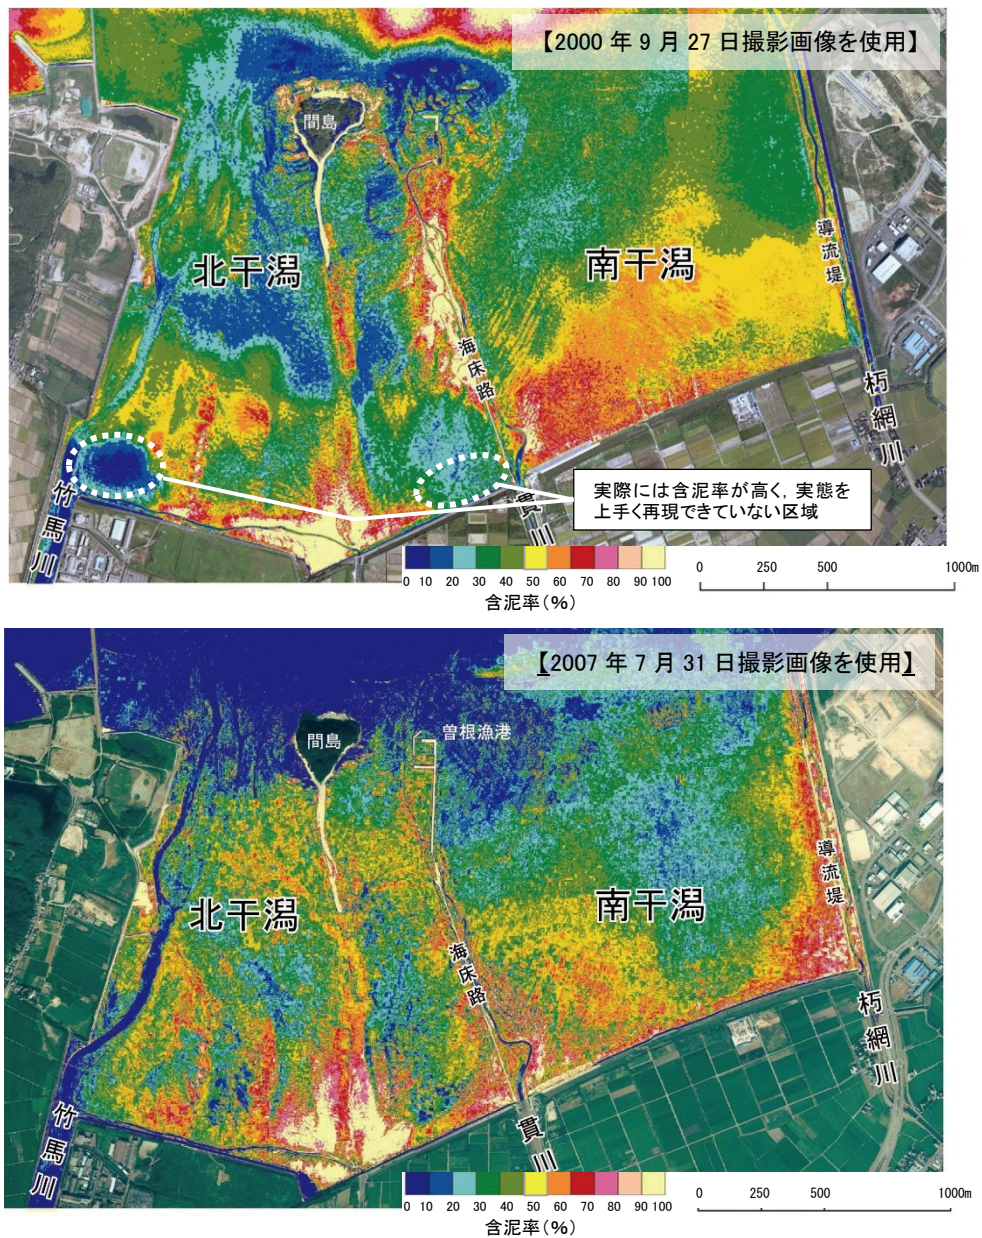 【2000 年 9 月 27 日撮影画像を使用】
間島
北干潟
南干潟
導流堤
海床路
朽網川
竹馬川
貫川
実際には含泥率が高く,実態を
上手く再現できていない区域
0 10 20 30 40 50 60 70 80 90 100
含泥率(%)
0 250 500 1000m
【2007 年 7 月 31 日撮影画像を使用】
間島
曽根漁港
北干潟
南干潟
導流堤
海床路
朽網川
竹馬川
貫川
0 10 20 30 40 50 60 70 80 90 100
含泥率(%)
0 250 500 1000m